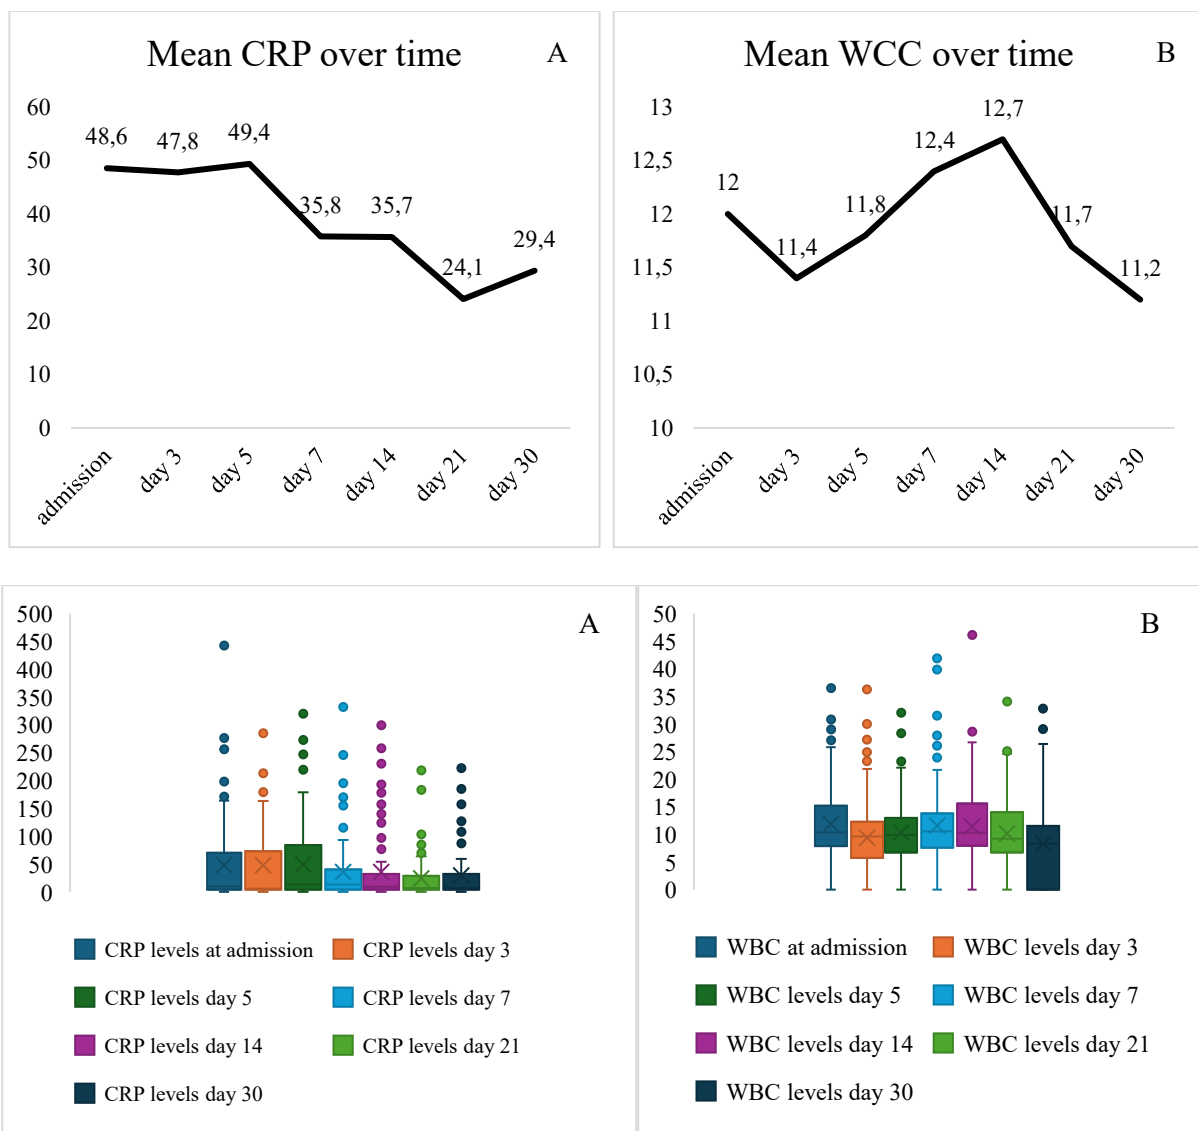 Mean CRP over time
A
60
50
40
30
20
10
0
48,6
47,8
49,4
35,8
35,7
24,1
29,4
admission
day 3
day 5
day 7
day 14
day 21
day 30
Mean WCC over time
B
13
12,5
12
11,5
11
10,5
10
12
11,4
11,8
12,4
12,7
11,7
11,2
admission
day 3
day 5
day 7
day 14
day 21
day 30
A
500
450
400
350
300
250
200
150
100
50
0
CRP levels at admission
CRP levels day 3
CRP levels day 5
CRP levels day 7
CRP levels day 14
CRP levels day 21
CRP levels day 30
B
50
45
40
35
30
25
20
15
10
5
0
WBC at admission
WBC levels day 3
WBC levels day 5
WBC levels day 7
WBC levels day 14
WBC levels day 21
WBC levels day 30